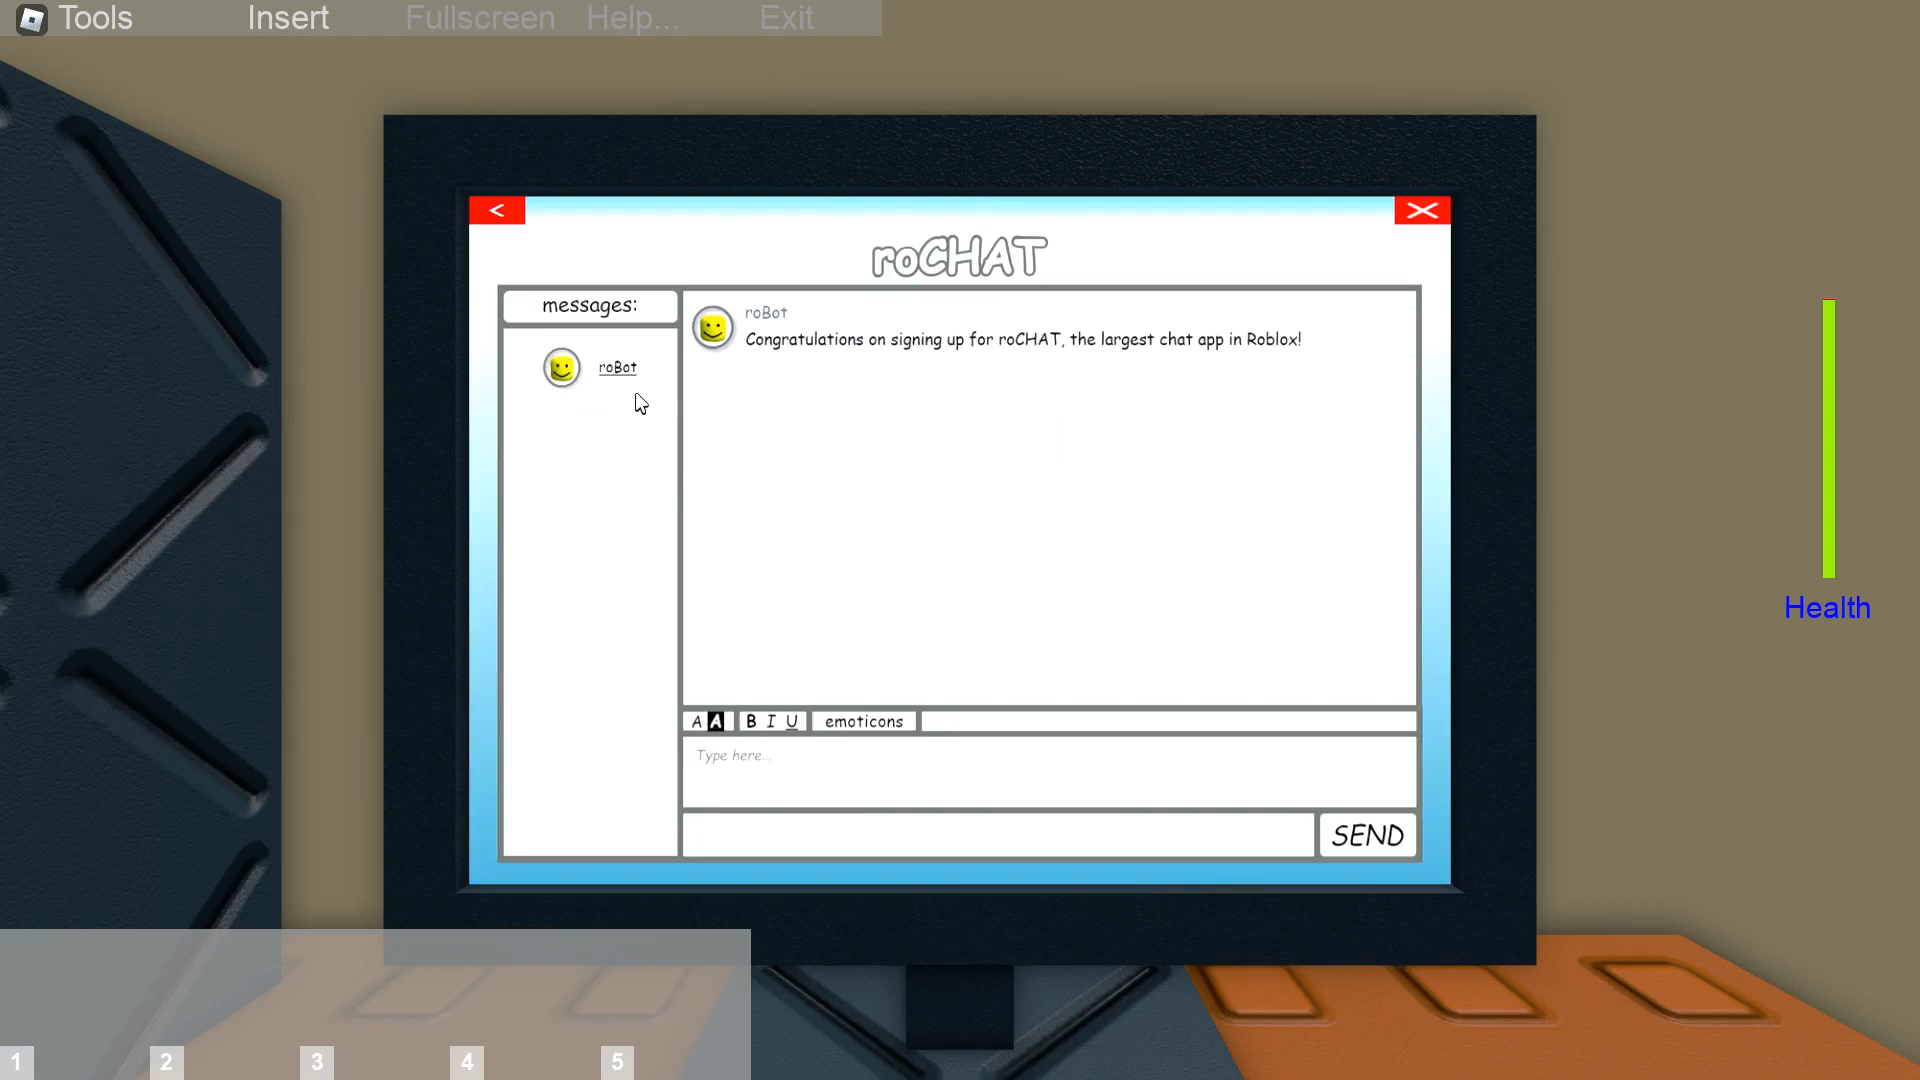 Tools Insert Fullscreen Help... Exit
<
roCHAT
messages:
roBot
roBot
Congratulations on signing up for roCHAT, the largest chat app in Roblox!
A A B I U emoticons
Type here...
SEND
Health
1 2 3 4 5